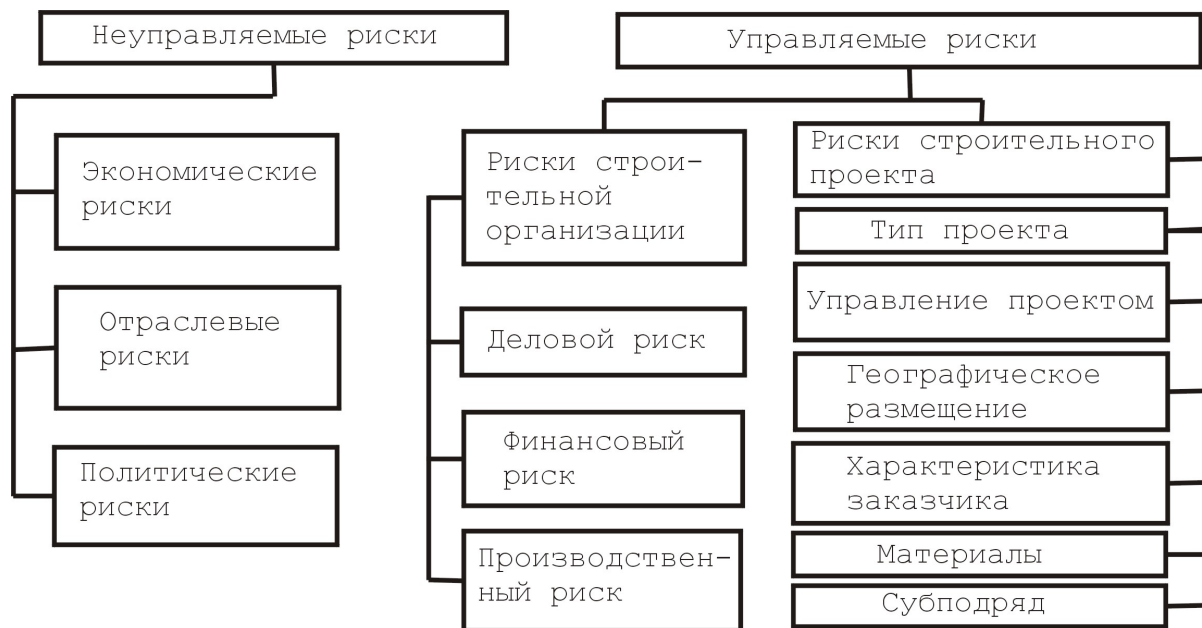 Неуправляемые риски
Экономические
риски
Отраслевые
риски
Политические
риски
Управляемые риски
Риски строи-
тельной
организации
Деловой риск
Финансовый
риск
Производствен-
ный риск
Риски строительного
проекта
Тип проекта
Управление проектом
Географическое
размещение
Характеристика
заказчика
Материалы
Субподряд